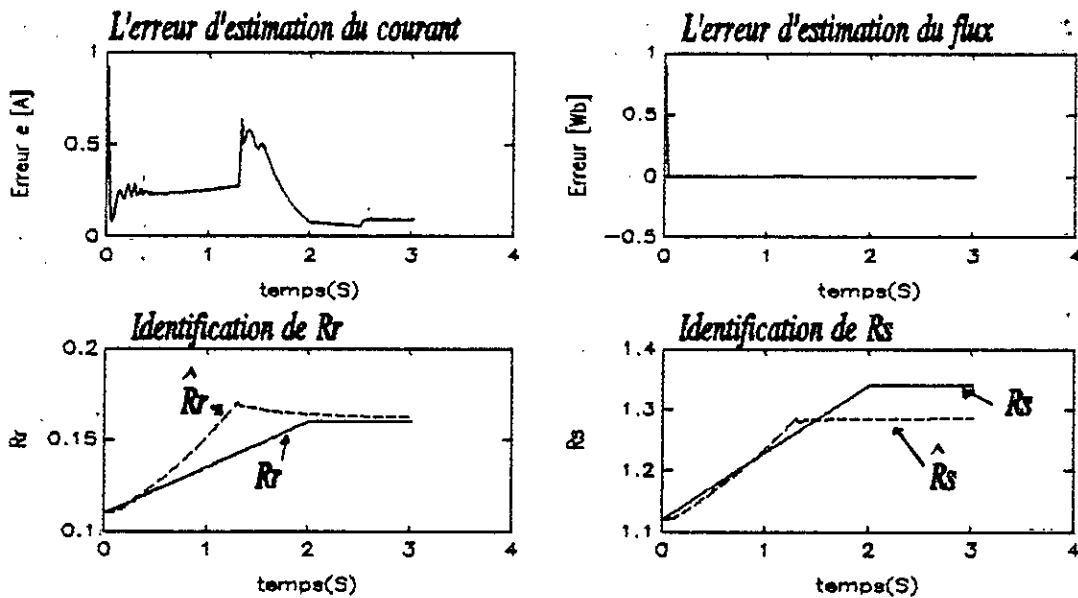 L'erreur d'estimation du courant
1
0.5
0
Erreur e [A]
0 1 2 3 4
temps(S)
L'erreur d'estimation du flux
1
0.5
0
-0.5
Erreur [Wb]
0 1 2 3 4
temps(S)
Identification de Rr
0.2
0.15
0.1
Rr
R̂r
Rr
0 1 2 3 4
temps(S)
Identification de Rs
1.4
1.3
1.2
1.1
Rs
Rs
R̂s
0 1 2 3 4
temps(S)